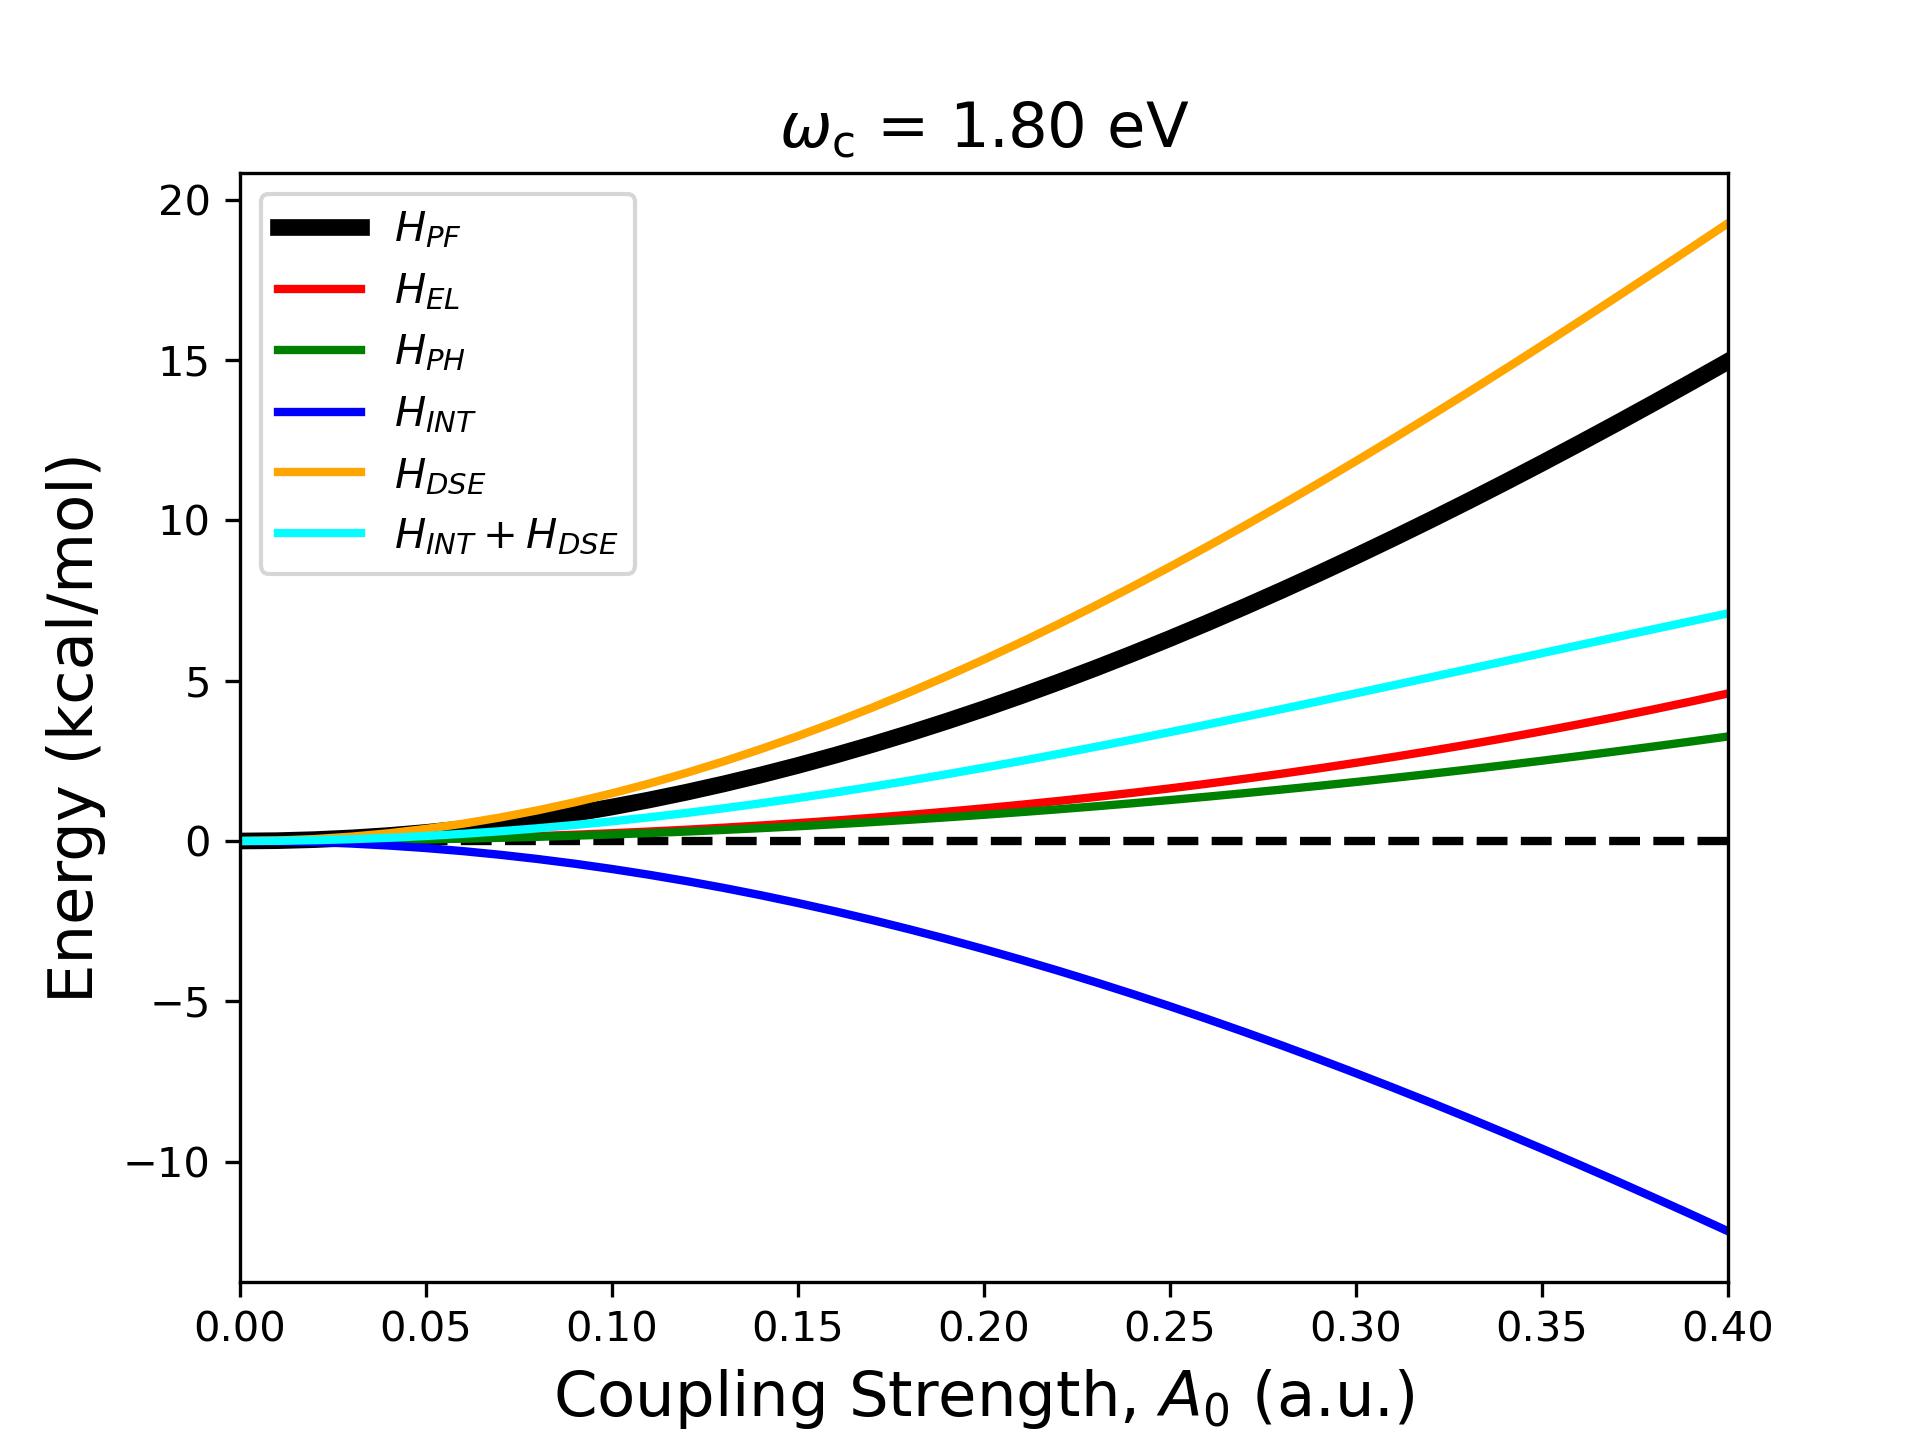 ω_c = 1.80 eV
H_PF
H_EL
H_PH
H_INT
H_DSE
H_INT + H_DSE
Energy (kcal/mol)
20
15
10
5
0
−5
−10
0.00 0.05 0.10 0.15 0.20 0.25 0.30 0.35 0.40
Coupling Strength, A_0 (a.u.)